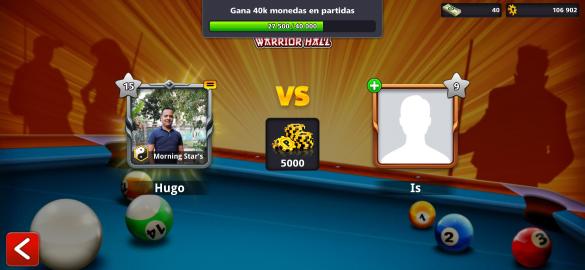 Gana 40k monedas en partidas
27 500 / 40 000
40
106 902
WARRIOR HALL
15
9
VS
Morning Star's
5000
Hugo
Is
1
2
14